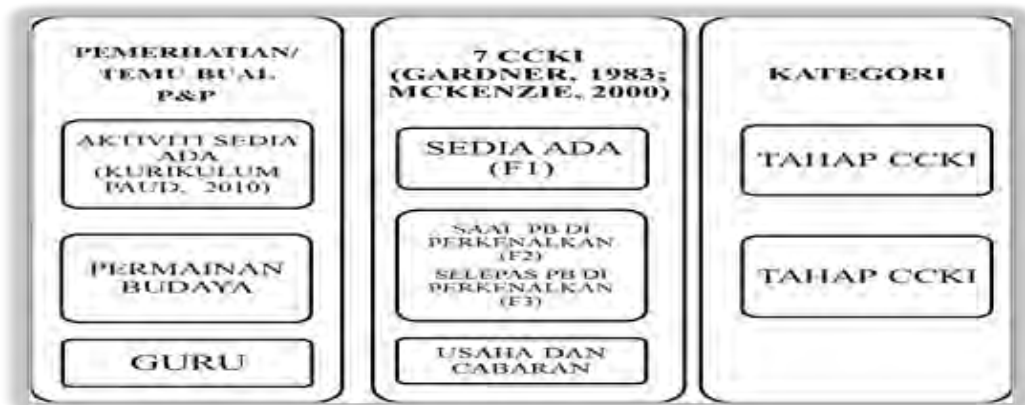 PEMERHATIAN/
TEMU BUAL
P&P
AKTIVITI SEDIA
ADA
(KURIKULUM
PAUD, 2010)
PERMAINAN
BUDAYA
GURU
7 CCKI
(GARDNER, 1983;
MCKENZIE, 2000)
SEDIA ADA
(F1)
SAAT PB DI
PERKENALKAN
(F2)
SELEPAS PB DI
PERKENALKAN
(F3)
USAHA DAN
CABARAN
KATEGORI
TAHAP CCKI
TAHAP CCKI